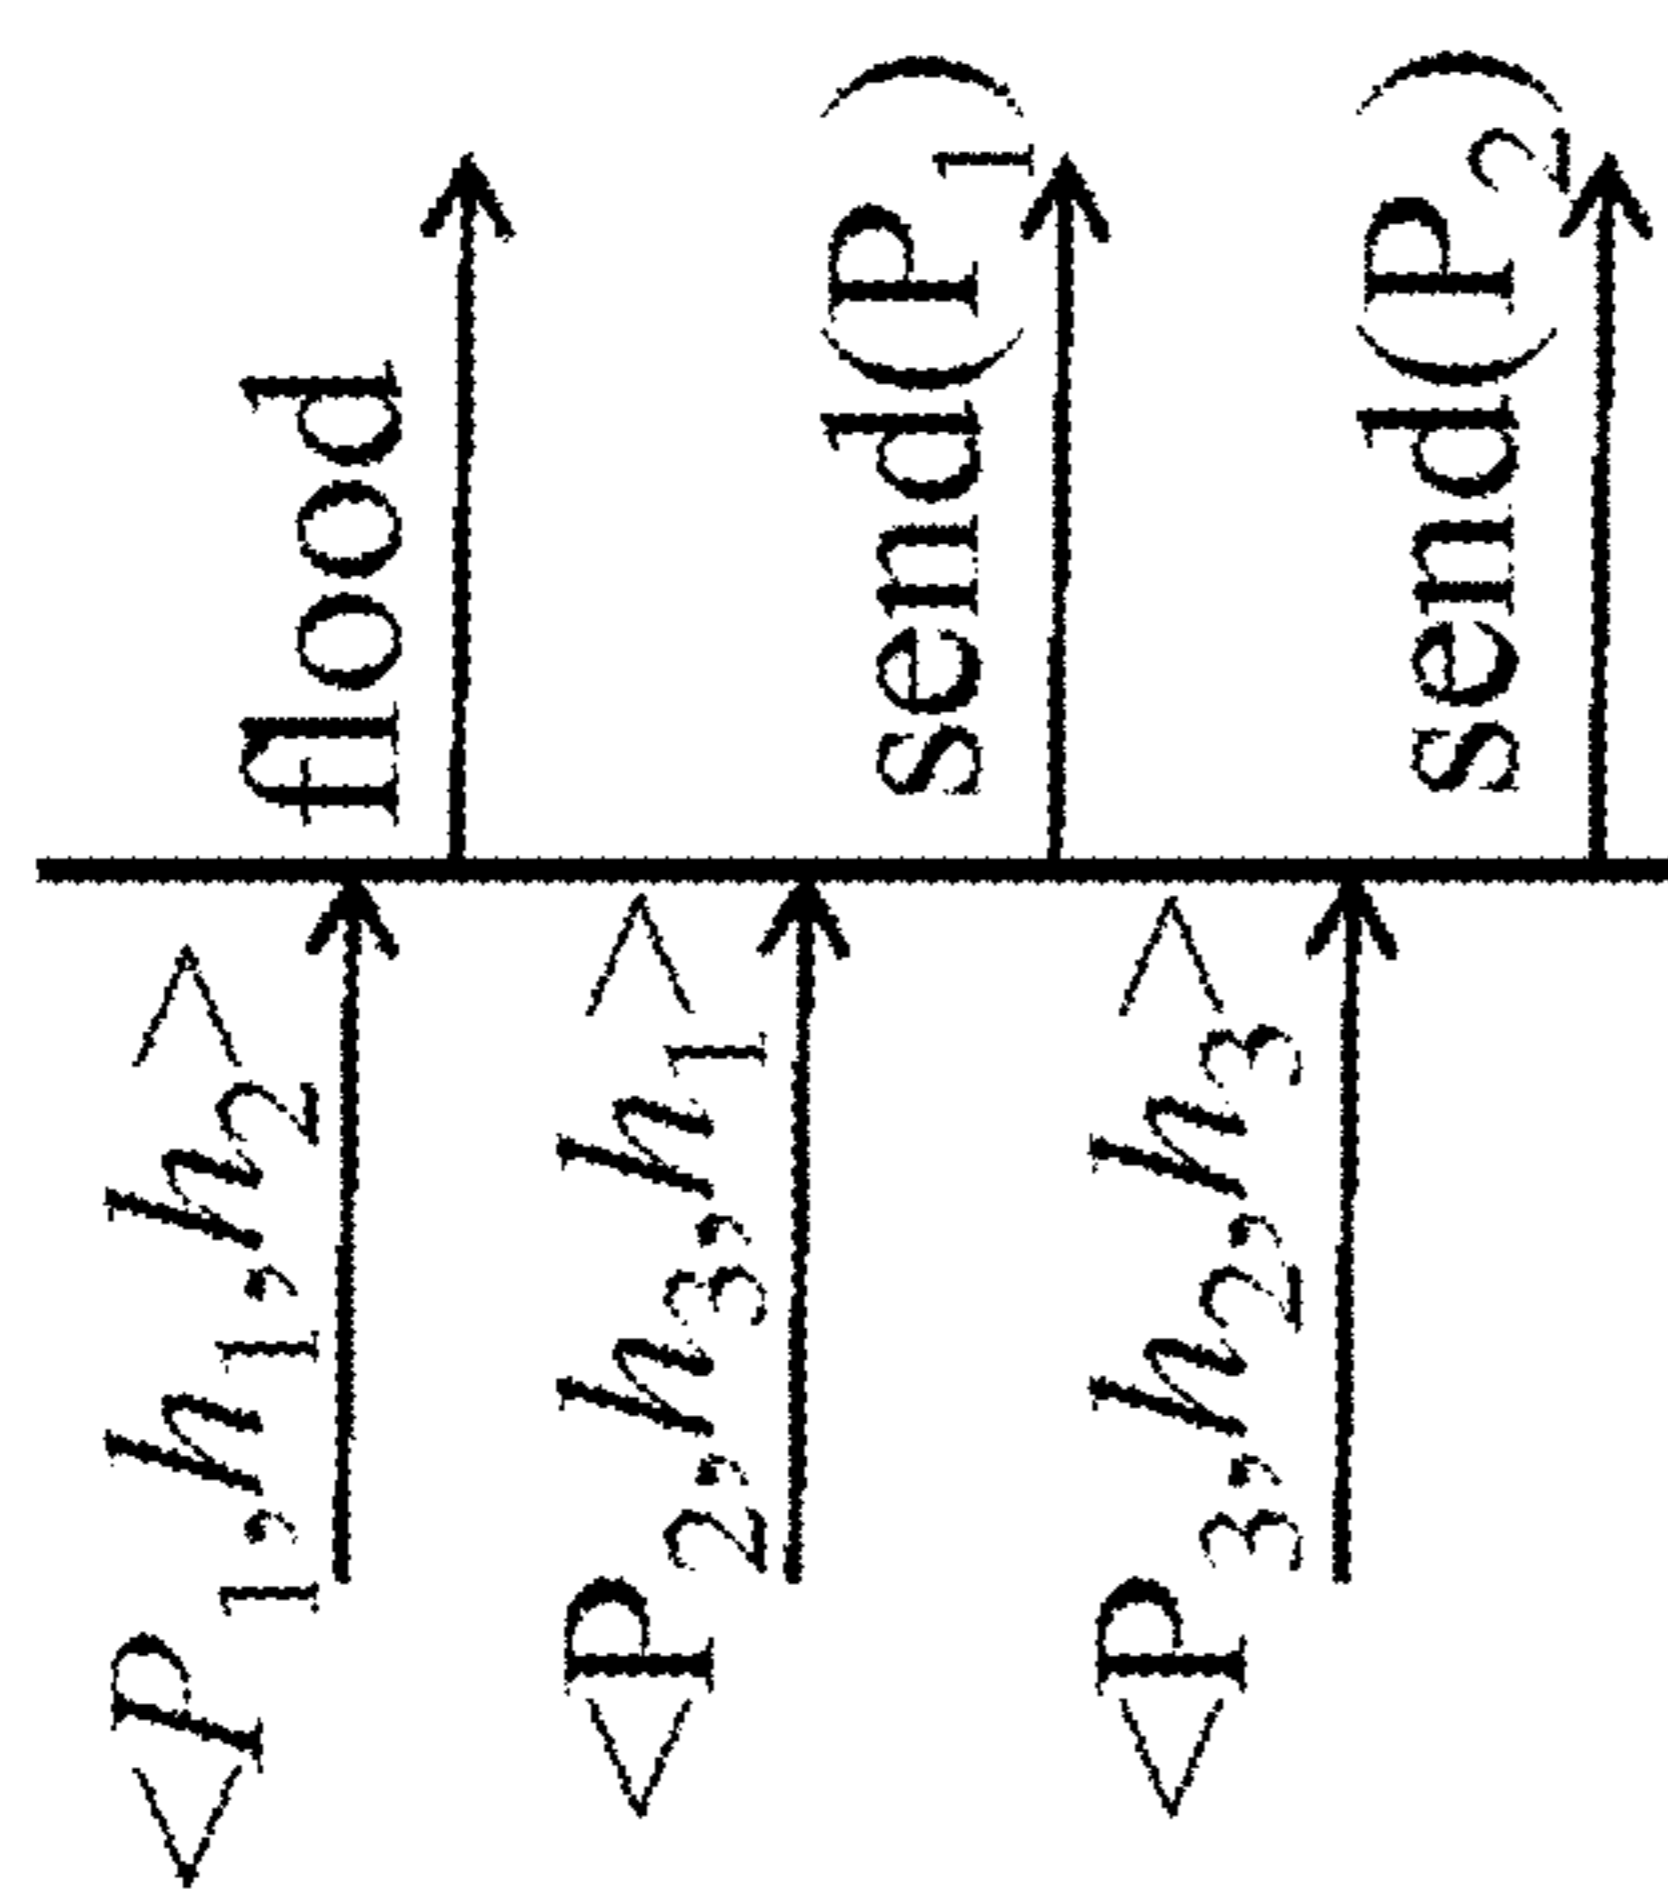 <P₁,h₁,h₂>
flood
<P₂,h₃,h₁>
send(P₁)
<P₃,h₂,h₃>
send(P₂)